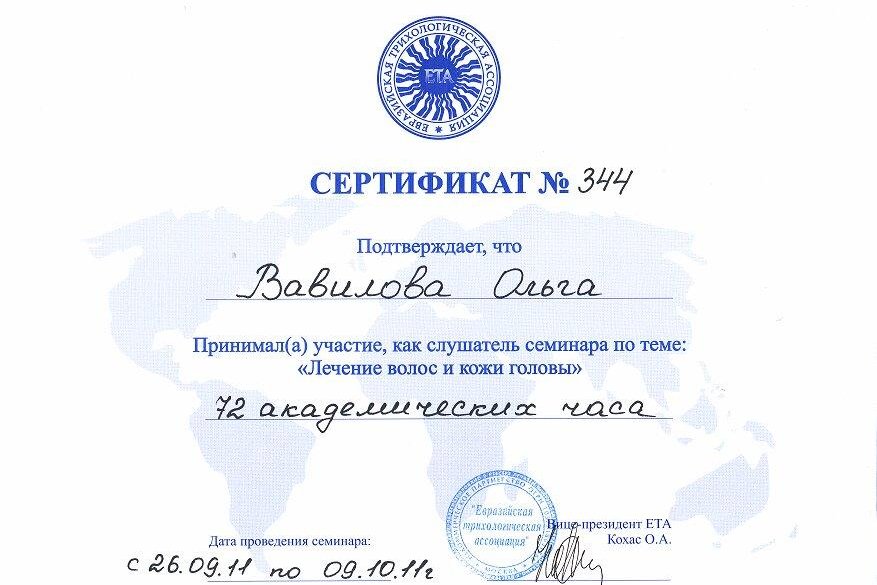 ЕВРАЗИЙСКАЯ ТРИХОЛОГИЧЕСКАЯ АССОЦИАЦИЯ
ЕТА
СЕРТИФИКАТ № 344
Подтверждает, что
Вавилова Ольга
Принимал(а) участие, как слушатель семинара по теме:
«Лечение волос и кожи головы»
72 академических часа
"Евразийская
трихологическая
ассоциация"
МОСКВА
Вице-президент ЕТА
Кохас О.А.
Дата проведения семинара:
с 26.09.11 по 09.10.11г